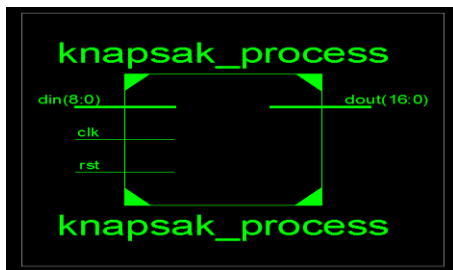 knapsak_process
din(8:0) dout(16:0)
clk
rst
knapsak_process